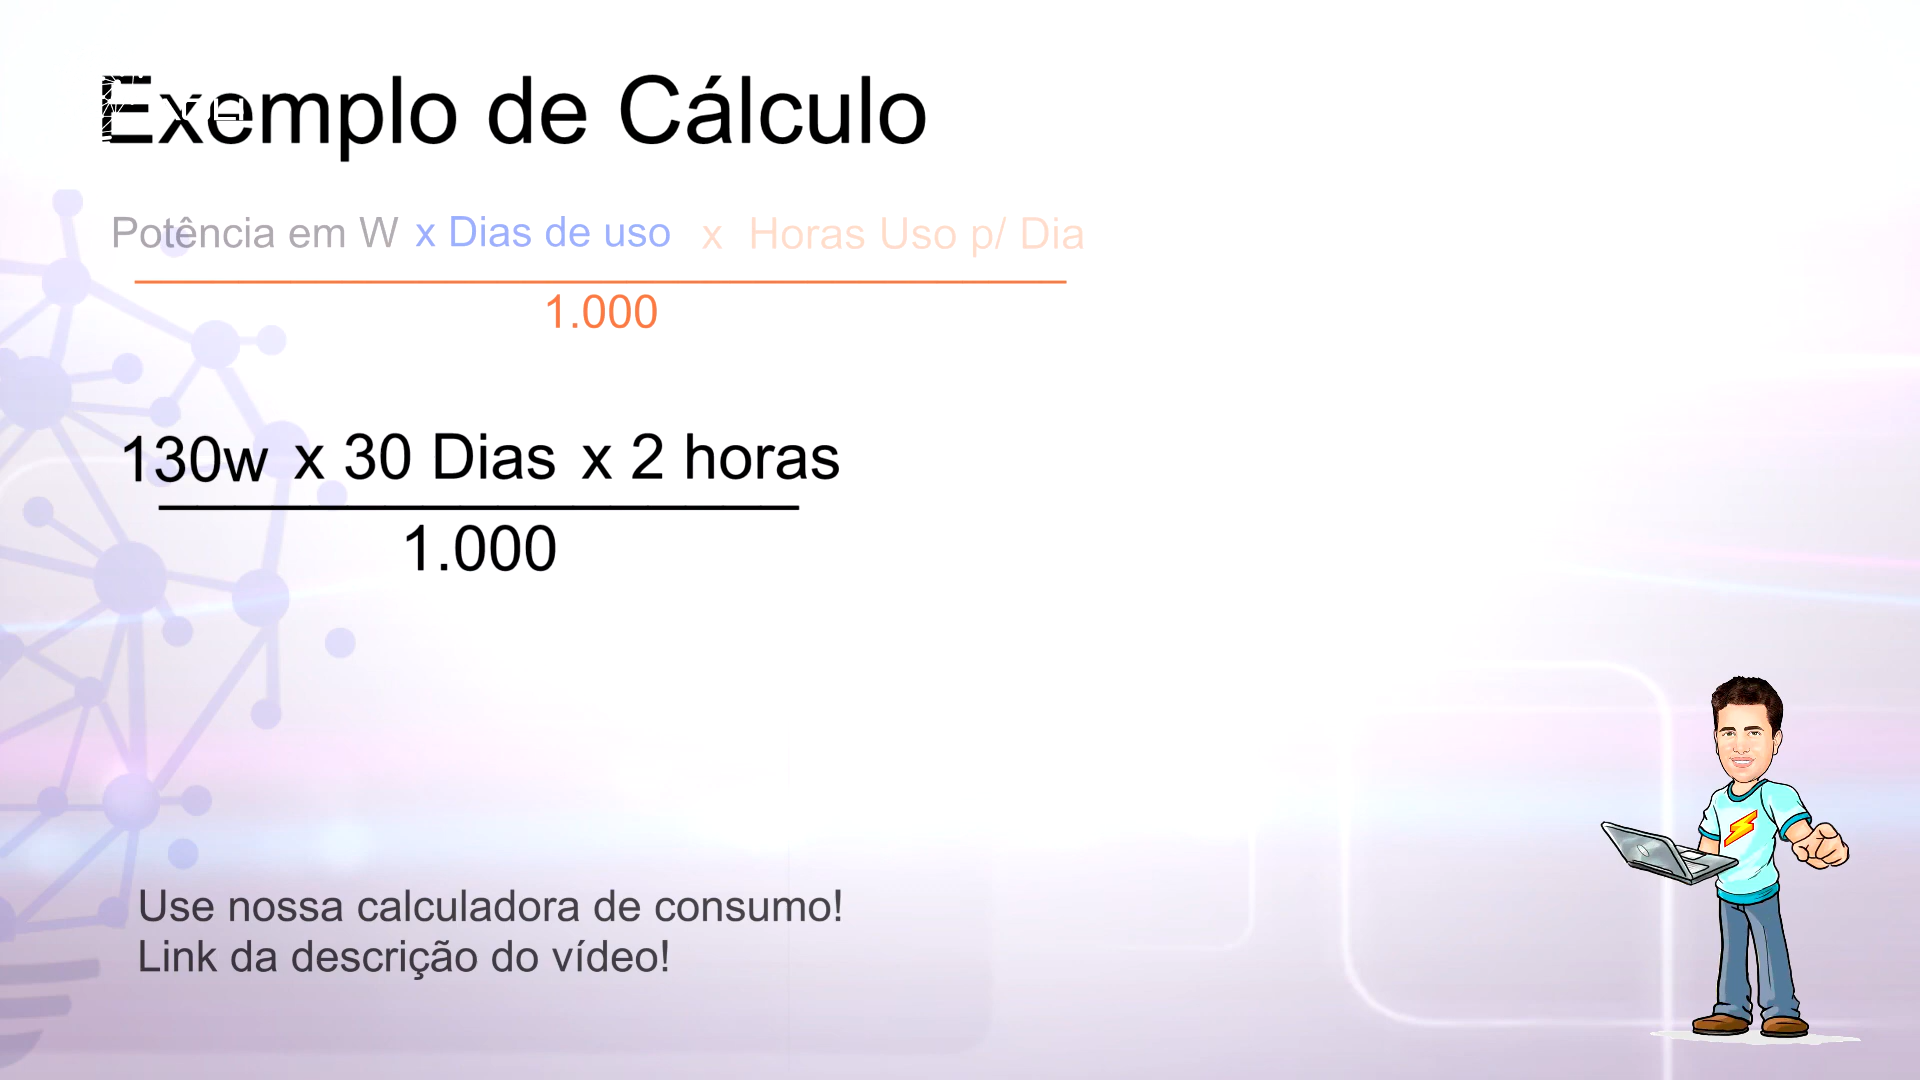 Exemplo de Cálculo
Potência em W x Dias de uso x Horas Uso p/ Dia
1.000
130w x 30 Dias x 2 horas
1.000
Use nossa calculadora de consumo!
Link da descrição do vídeo!